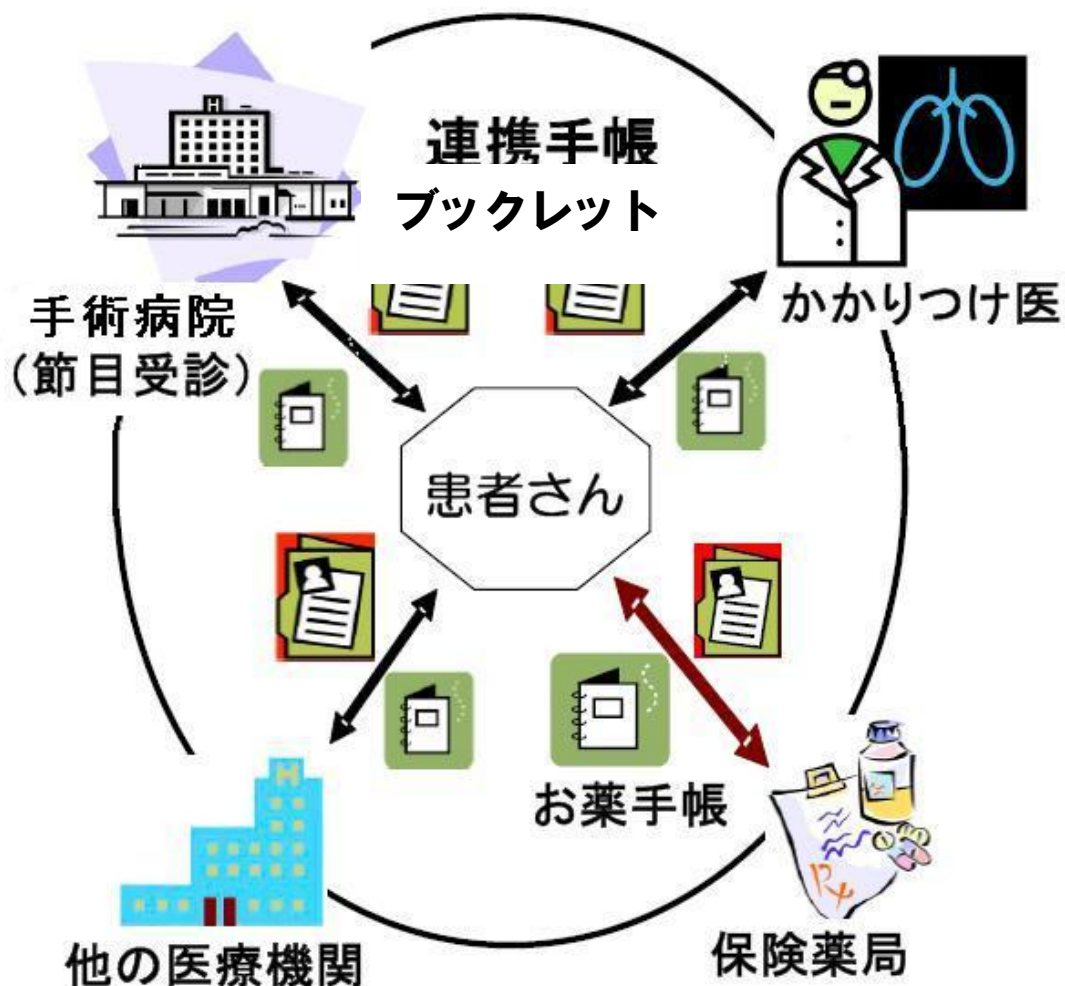 連携手帳
ブックレット
手術病院
（節目受診）
かかりつけ医
患者さん
お薬手帳
他の医療機関
保険薬局